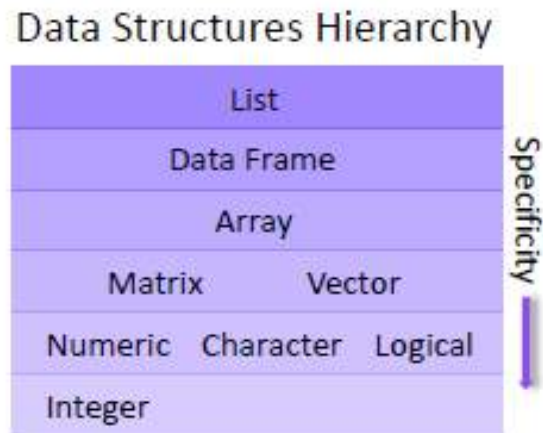 Data Structures Hierarchy
List
Data Frame
Array
Matrix Vector
Numeric Character Logical
Integer
Specificity